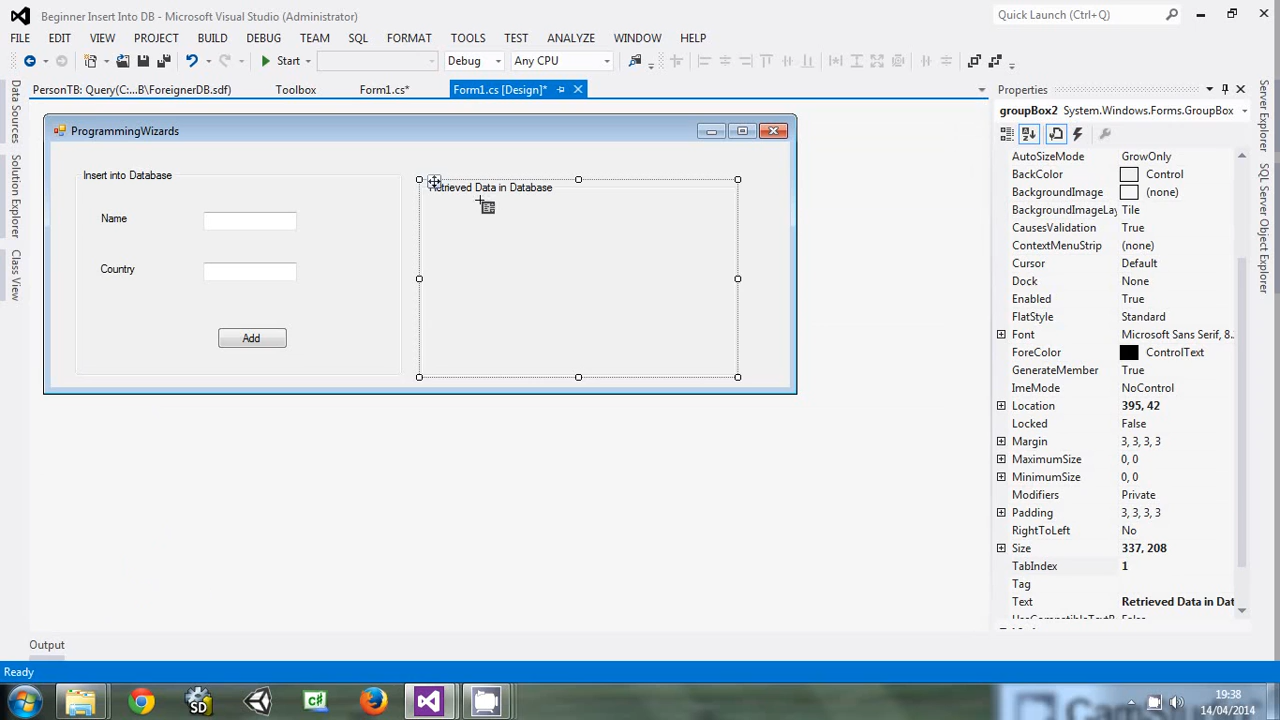 Beginner Insert Into DB - Microsoft Visual Studio (Administrator)
Quick Launch (Ctrl+Q)
FILE EDIT VIEW PROJECT BUILD DEBUG TEAM SQL FORMAT TOOLS TEST ANALYZE WINDOW HELP
Start Debug Any CPU
PersonTB: Query(C:...B\ForeignerDB.sdf) Toolbox Form1.cs* Form1.cs [Design]*
Data Sources
Solution Explorer
Class View
ProgrammingWizards
Insert into Database
Name
Country
Add
Retrieved Data in Database
Properties
groupBox2 System.Windows.Forms.GroupBox
AutoSizeMode GrowOnly
BackColor Control
BackgroundImage (none)
BackgroundImageLay Tile
CausesValidation True
ContextMenuStrip (none)
Cursor Default
Dock None
Enabled True
FlatStyle Standard
Font Microsoft Sans Serif, 8..
ForeColor ControlText
GenerateMember True
ImeMode NoControl
Location 395, 42
Locked False
Margin 3, 3, 3, 3
MaximumSize 0, 0
MinimumSize 0, 0
Modifiers Private
Padding 3, 3, 3, 3
RightToLeft No
Size 337, 208
TabIndex 1
Tag
Text Retrieved Data in Dat
Server Explorer
SQL Server Object Explorer
Output
Ready
SD
C#
19:38
14/04/2014